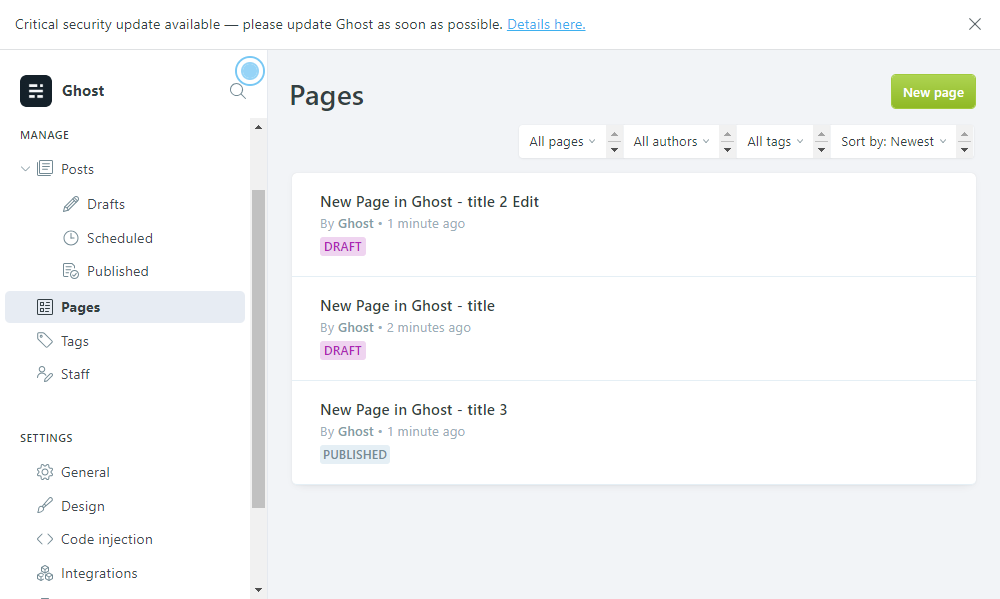 Critical security update available — please update Ghost as soon as possible. Details here.
Ghost
MANAGE
Posts
Drafts
Scheduled
Published
Pages
Tags
Staff
SETTINGS
General
Design
Code injection
Integrations
Pages
New page
All pages
All authors
All tags
Sort by: Newest
New Page in Ghost - title 2 Edit
By Ghost • 1 minute ago
DRAFT
New Page in Ghost - title
By Ghost • 2 minutes ago
DRAFT
New Page in Ghost - title 3
By Ghost • 1 minute ago
PUBLISHED